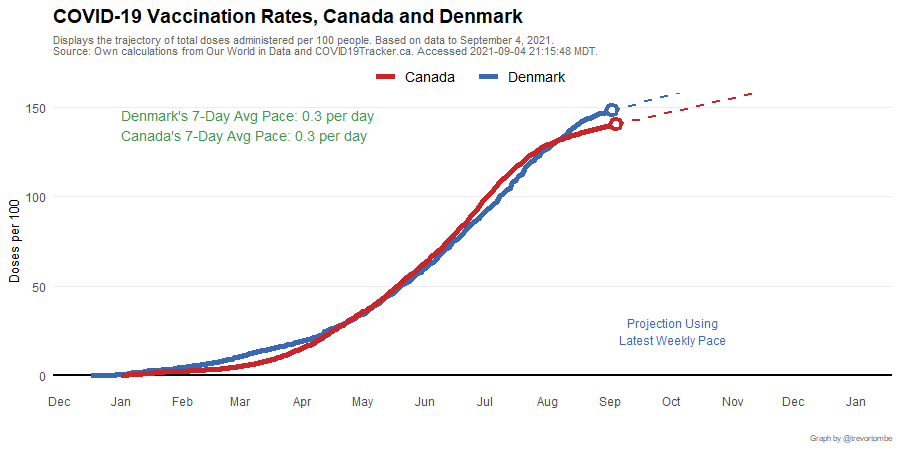 COVID-19 Vaccination Rates, Canada and Denmark
Displays the trajectory of total doses administered per 100 people. Based on data to September 4, 2021.
Source: Own calculations from Our World in Data and COVID19Tracker.ca. Accessed 2021-09-04 21:15:48 MDT.
Canada Denmark
150
Denmark's 7-Day Avg Pace: 0.3 per day
Canada's 7-Day Avg Pace: 0.3 per day
100
Doses per 100
50
Projection Using
Latest Weekly Pace
0
Dec Jan Feb Mar Apr May Jun Jul Aug Sep Oct Nov Dec Jan
Graph by @trevortombe